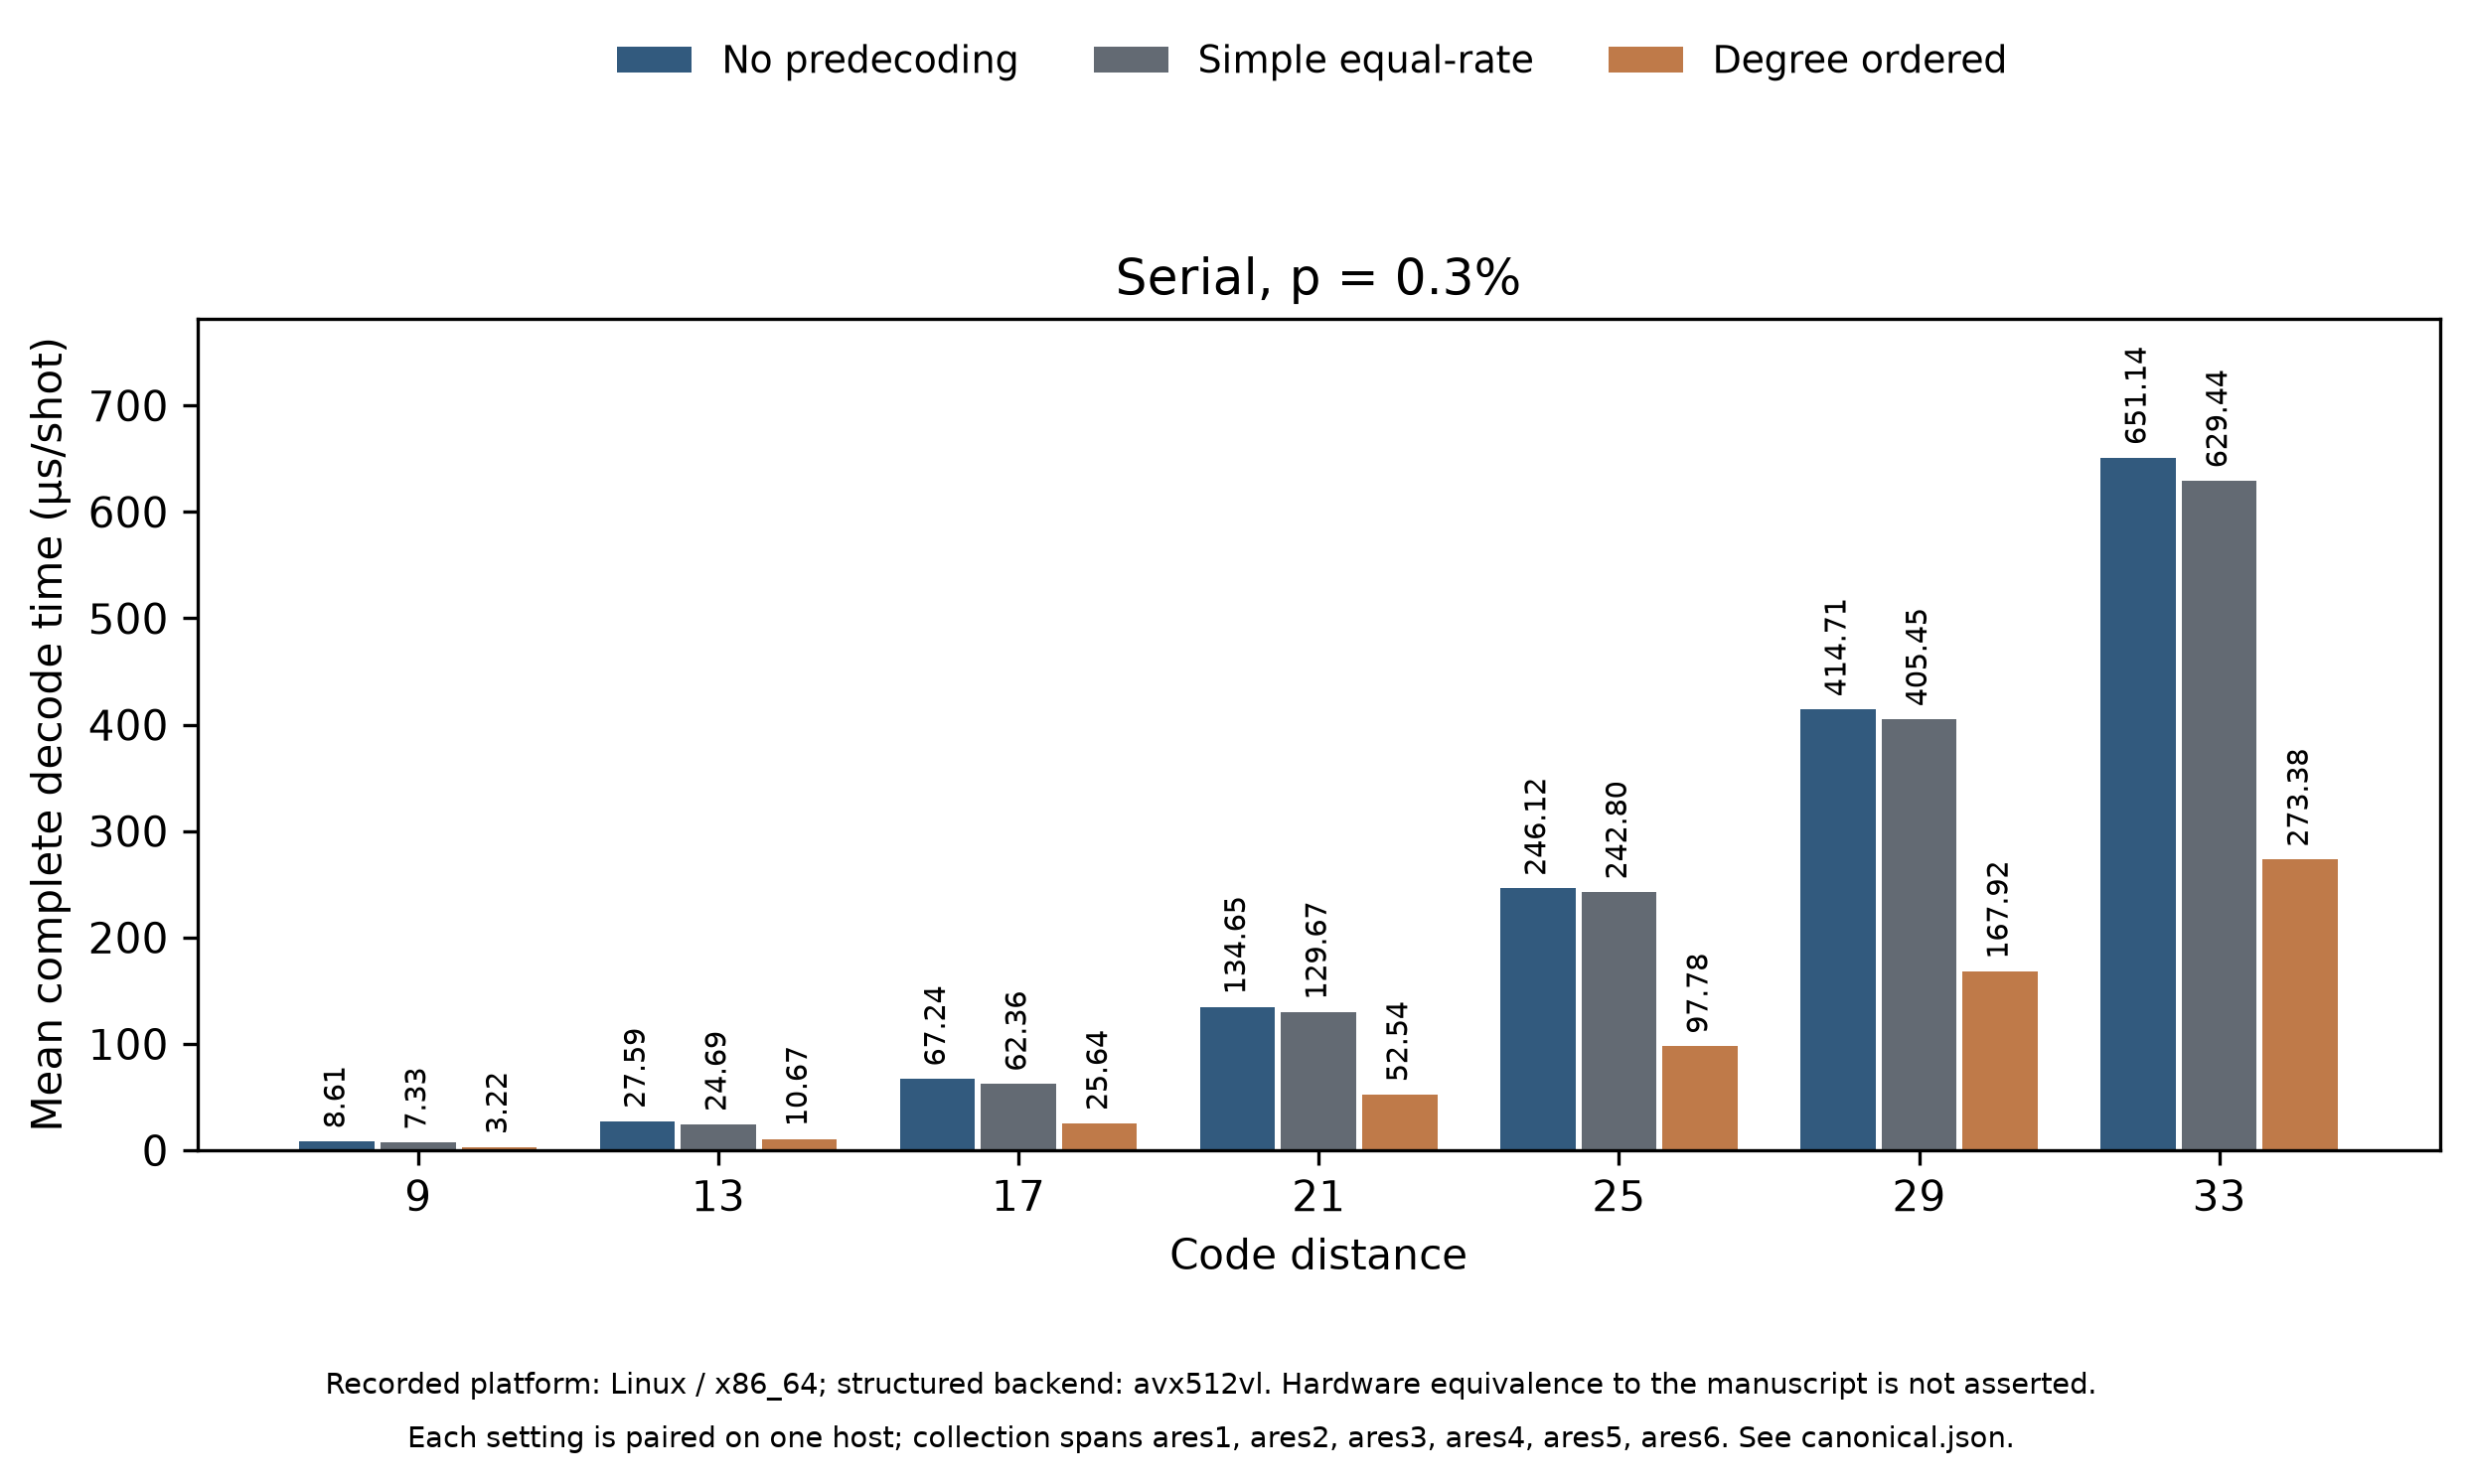 No predecoding Simple equal-rate Degree ordered
Serial, p = 0.3%
Mean complete decode time (µs/shot)
700
600
500
400
300
200
100
0
8.61 7.33 3.22
27.59 24.69 10.67
67.24 62.36 25.64
134.65 129.67 52.54
246.12 242.80 97.78
414.71 405.45 167.92
651.14 629.44 273.38
9 13 17 21 25 29 33
Code distance
Recorded platform: Linux / x86_64; structured backend: avx512vl. Hardware equivalence to the manuscript is not asserted.
Each setting is paired on one host; collection spans ares1, ares2, ares3, ares4, ares5, ares6. See canonical.json.